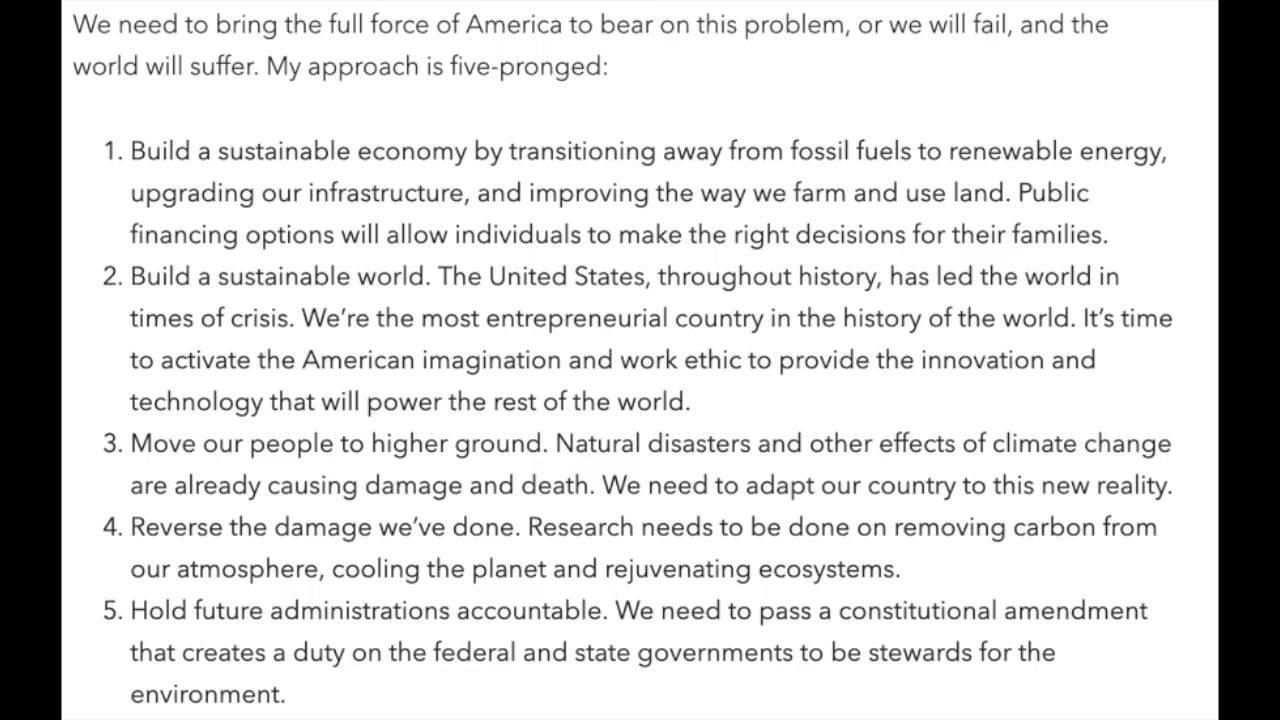 We need to bring the full force of America to bear on this problem, or we will fail, and the
world will suffer. My approach is five-pronged:
1. Build a sustainable economy by transitioning away from fossil fuels to renewable energy,
upgrading our infrastructure, and improving the way we farm and use land. Public
financing options will allow individuals to make the right decisions for their families.
2. Build a sustainable world. The United States, throughout history, has led the world in
times of crisis. We’re the most entrepreneurial country in the history of the world. It’s time
to activate the American imagination and work ethic to provide the innovation and
technology that will power the rest of the world.
3. Move our people to higher ground. Natural disasters and other effects of climate change
are already causing damage and death. We need to adapt our country to this new reality.
4. Reverse the damage we’ve done. Research needs to be done on removing carbon from
our atmosphere, cooling the planet and rejuvenating ecosystems.
5. Hold future administrations accountable. We need to pass a constitutional amendment
that creates a duty on the federal and state governments to be stewards for the
environment.